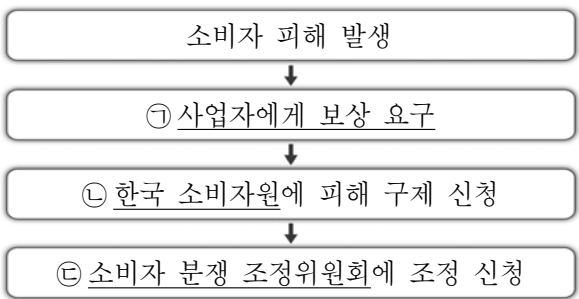 소비자 피해 발생
㉠ 사업자에게 보상 요구
㉡ 한국 소비자원에 피해 구제 신청
㉢ 소비자 분쟁 조정위원회에 조정 신청